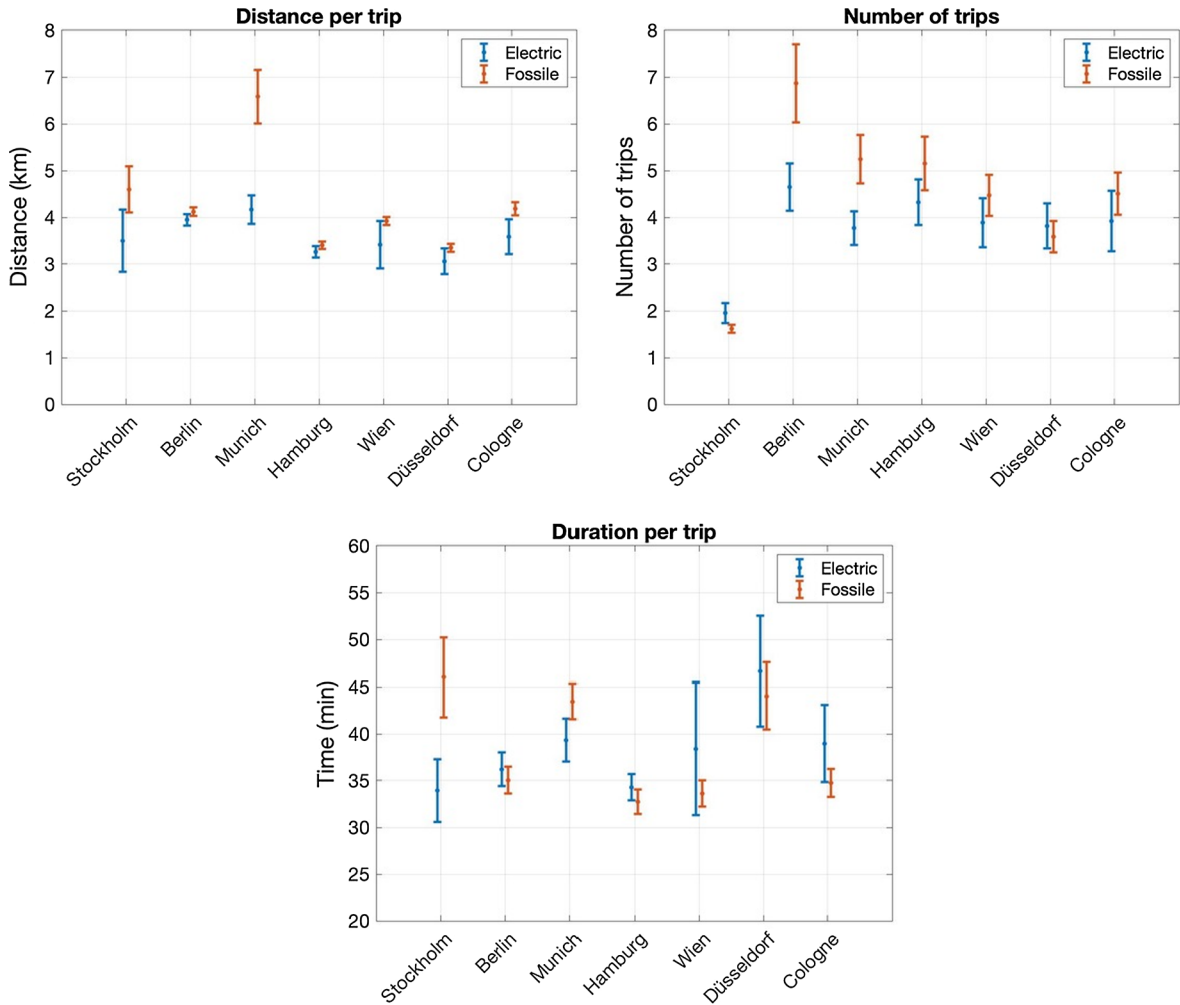 Distance per trip
Distance (km)
8
7
6
5
4
3
2
1
0
Electric
Fossile
Stockholm
Berlin
Munich
Hamburg
Wien
Düsseldorf
Cologne
Number of trips
Number of trips
8
7
6
5
4
3
2
1
0
Electric
Fossile
Stockholm
Berlin
Munich
Hamburg
Wien
Düsseldorf
Cologne
Duration per trip
Time (min)
60
55
50
45
40
35
30
25
20
Electric
Fossile
Stockholm
Berlin
Munich
Hamburg
Wien
Düsseldorf
Cologne